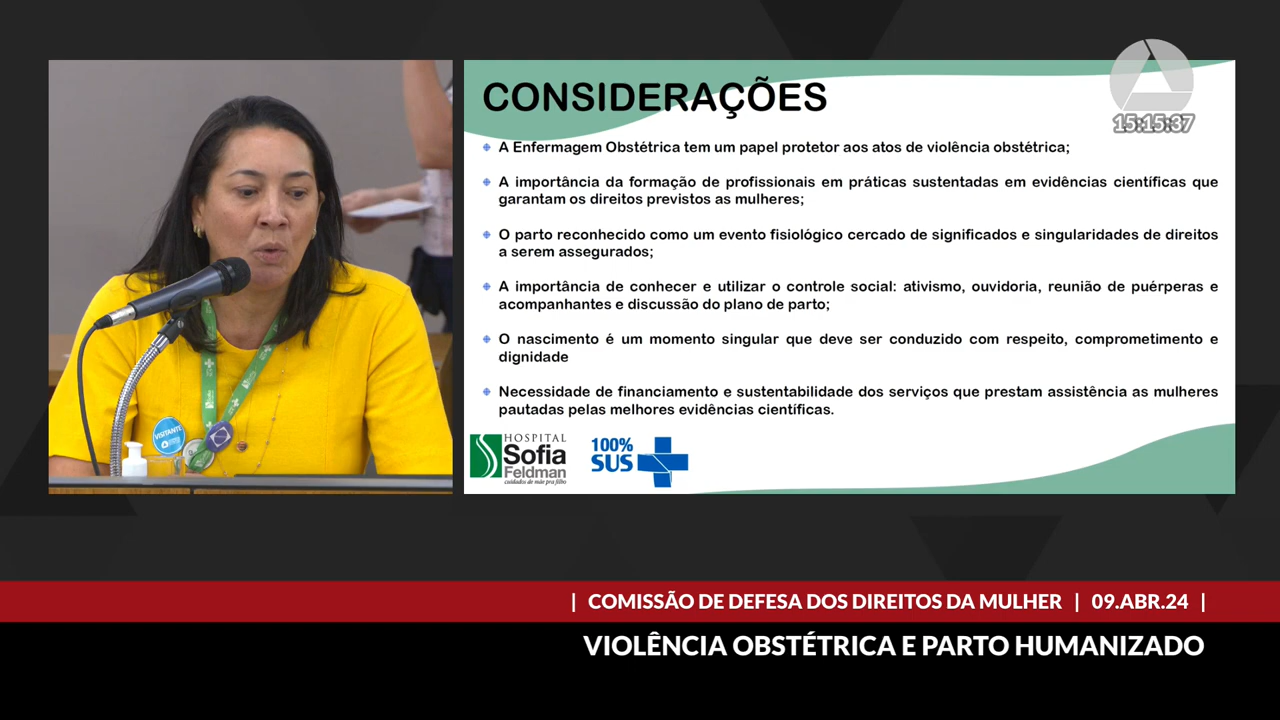 CONSIDERAÇÕES
15:15:37
A Enfermagem Obstétrica tem um papel protetor aos atos de violência obstétrica;
A importância da formação de profissionais em práticas sustentadas em evidências científicas que
garantam os direitos previstos as mulheres;
O parto reconhecido como um evento fisiológico cercado de significados e singularidades de direitos
a serem assegurados;
A importância de conhecer e utilizar o controle social: ativismo, ouvidoria, reunião de puérperas e
acompanhantes e discussão do plano de parto;
O nascimento é um momento singular que deve ser conduzido com respeito, comprometimento e
dignidade
Necessidade de financiamento e sustentabilidade dos serviços que prestam assistência as mulheres
pautadas pelas melhores evidências científicas.
HOSPITAL
Sofia
Feldman
cuidados de mãe pra filho
100%
SUS
VISITANTE
| COMISSÃO DE DEFESA DOS DIREITOS DA MULHER | 09.ABR.24 |
VIOLÊNCIA OBSTÉTRICA E PARTO HUMANIZADO